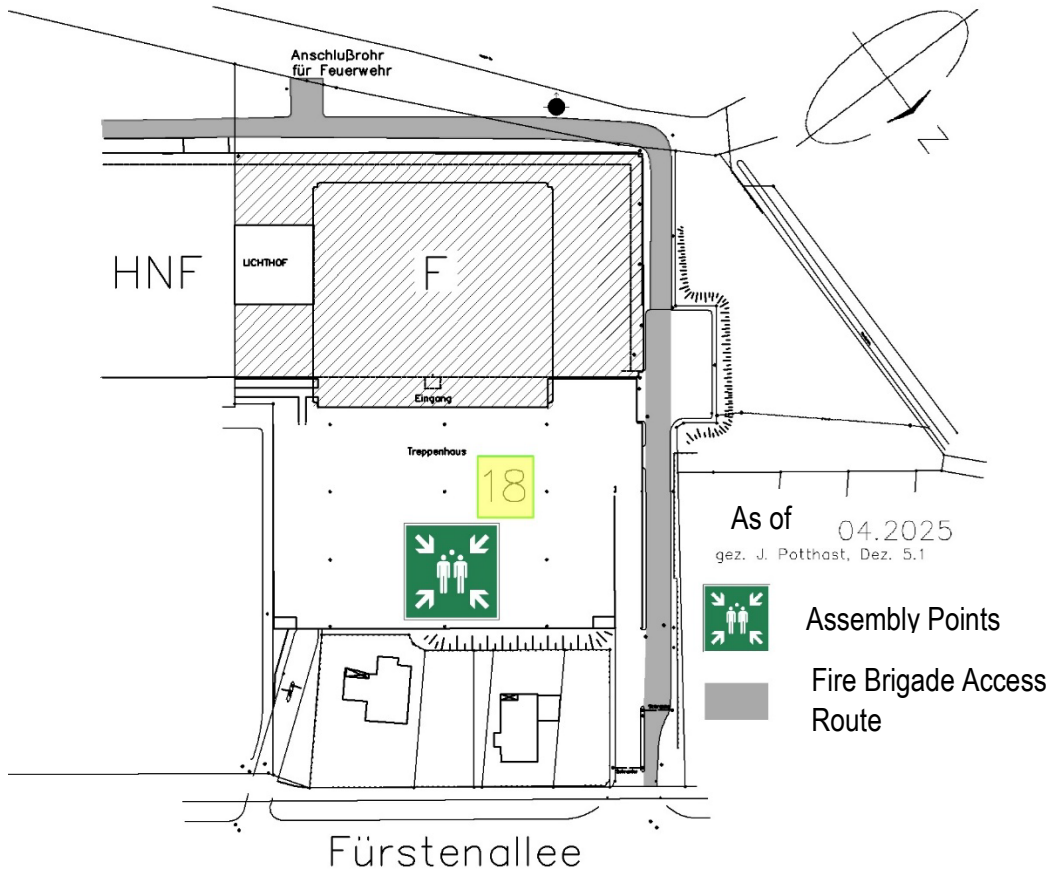 Anschlußrohr
für Feuerwehr
N
HNF
LICHTHOF
F
Eingang
Treppenhaus
18
As of 04.2025
gez. J. Potthast, Dez. 5.1
Assembly Points
Fire Brigade Access
Route
Schranke
Fürstenallee